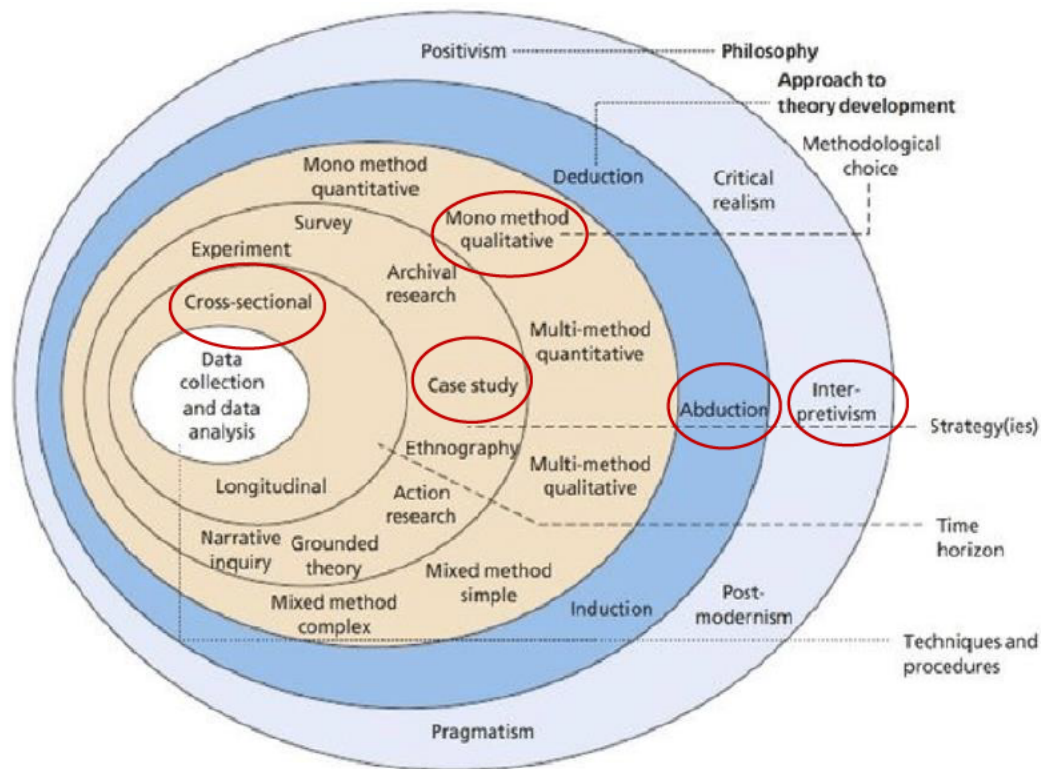 Positivism
Philosophy
Approach to
theory development
Methodological
choice
Mono method
quantitative
Deduction
Critical
realism
Survey
Mono method
qualitative
Experiment
Archival
research
Cross-sectional
Multi-method
quantitative
Data
collection
and data
analysis
Case study
Abduction
Inter-
pretivism
Strategy(ies)
Ethnography
Multi-method
qualitative
Longitudinal
Action
research
Time
horizon
Narrative
inquiry
Grounded
theory
Mixed method
simple
Mixed method
complex
Induction
Post-
modernism
Techniques and
procedures
Pragmatism